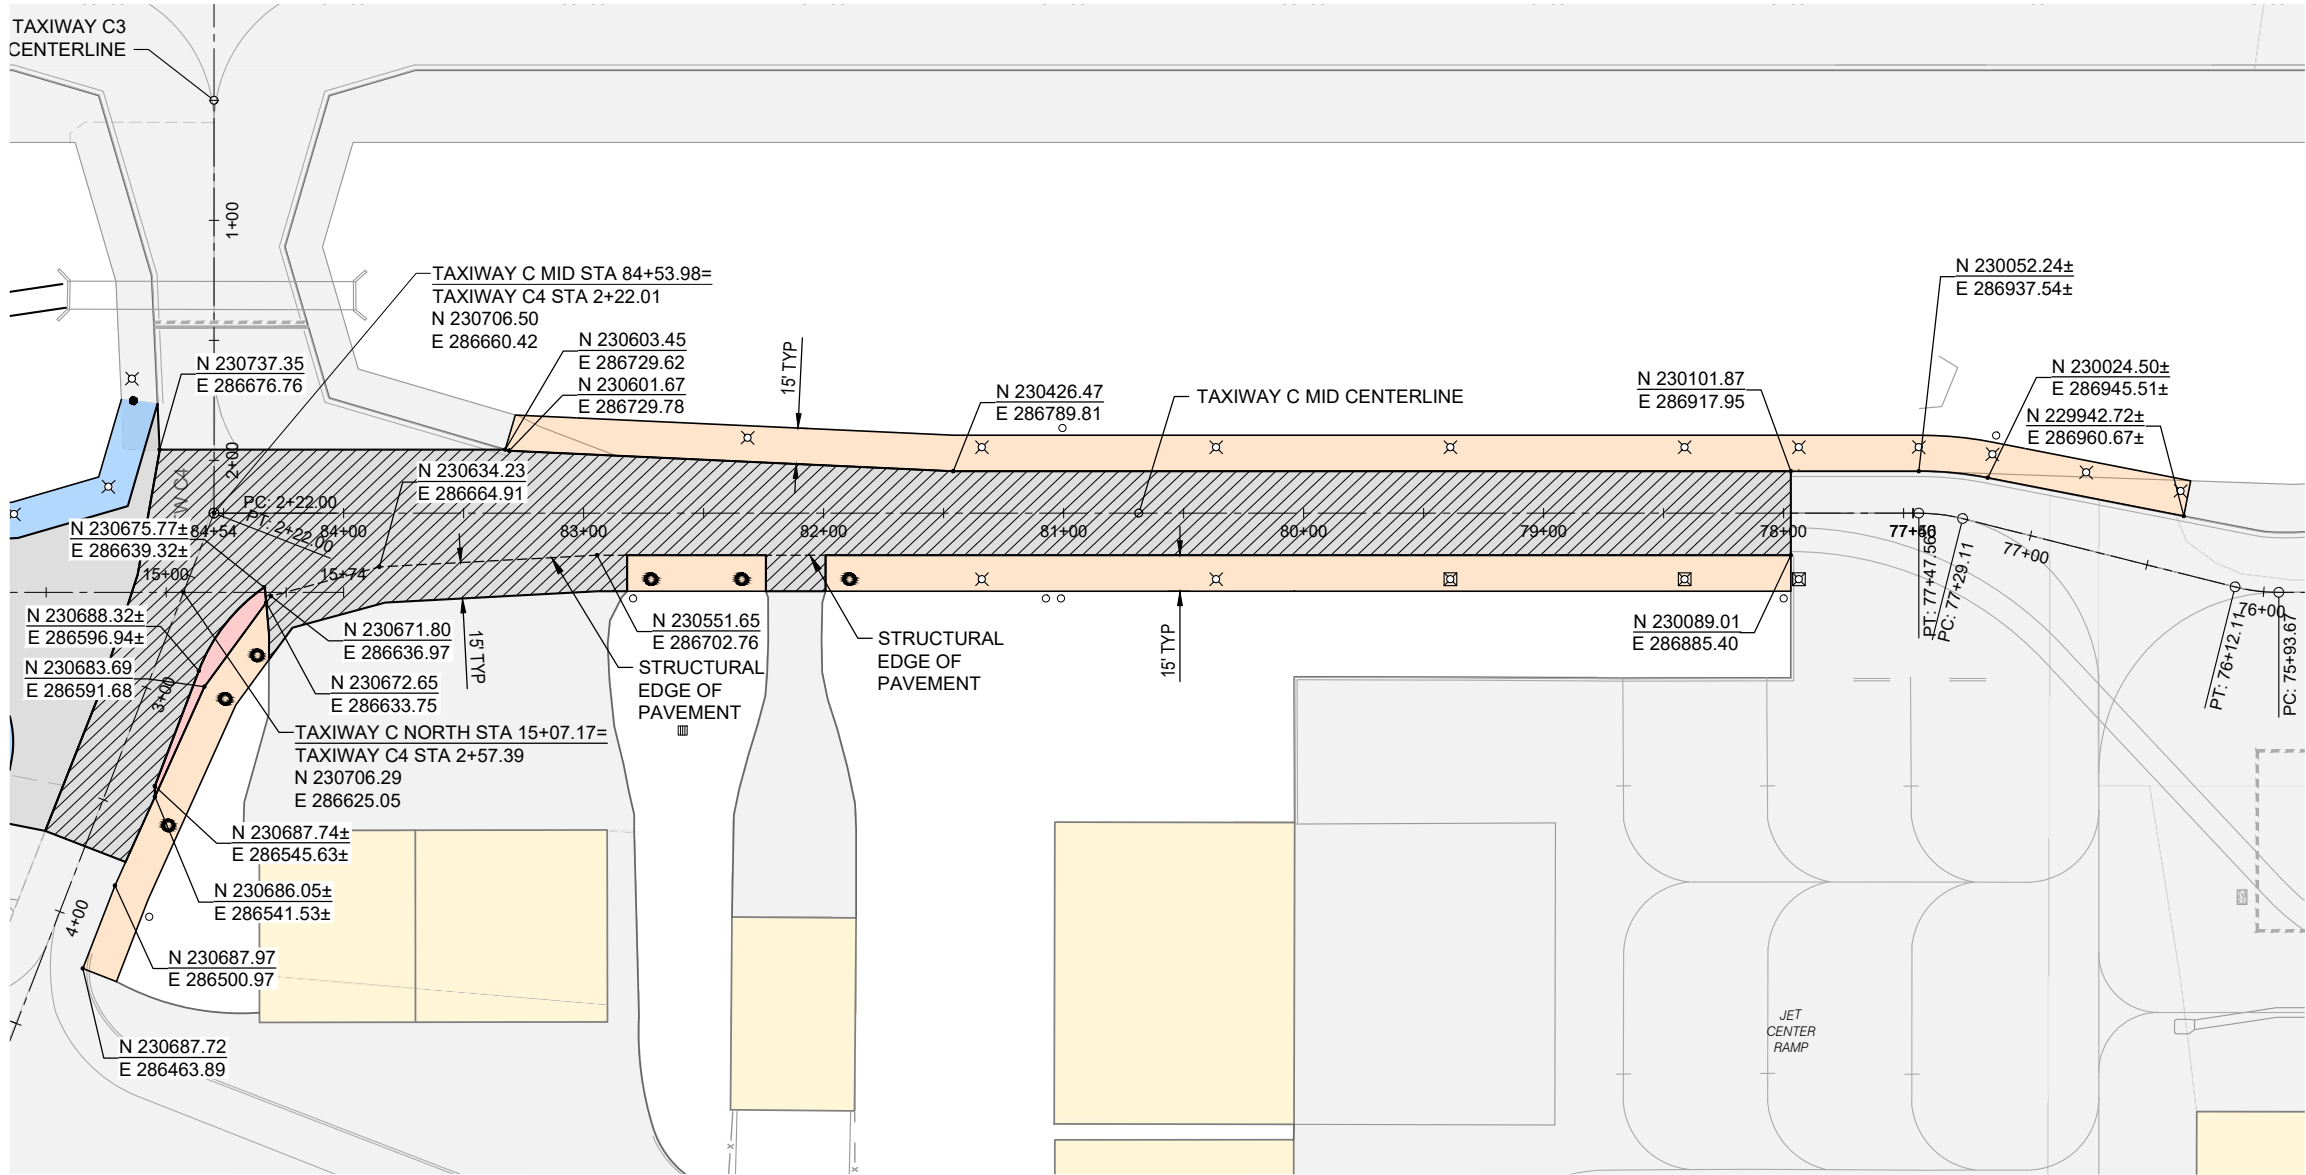 TAXIWAY C3
CENTERLINE
1+00
TAXIWAY C MID STA 84+53.98=
TAXIWAY C4 STA 2+22.01
N 230706.50
E 286660.42
N 230052.24±
E 286937.54±
N 230603.45
E 286729.62
N 230601.67
E 286729.78
15' TYP
N 230737.35
E 286676.76
N 230426.47
E 286789.81
TAXIWAY C MID CENTERLINE
N 230101.87
E 286917.95
N 230024.50±
E 286945.51±
N 229942.72±
E 286960.67±
2+00
N 230634.23
E 286664.91
W C4
PC: 2+22.00
PT: 2+22.00
N 230675.77±
E 286639.32±
84+54
84+00
83+00
82+00
81+00
80+00
79+00
78+00
77+00
PT: 77+47.56
PC: 77+29.11
15+00
15+74
76+00
PT: 76+12.11
PC: 75+93.67
N 230688.32±
E 286596.94±
N 230671.80
E 286636.97
15' TYP
N 230551.65
E 286702.76
STRUCTURAL
EDGE OF
PAVEMENT
STRUCTURAL
EDGE OF
PAVEMENT
15' TYP
N 230089.01
E 286885.40
N 230683.69
E 286591.68
3+00
N 230672.65
E 286633.75
TAXIWAY C NORTH STA 15+07.17=
TAXIWAY C4 STA 2+57.39
N 230706.29
E 286625.05
N 230687.74±
E 286545.63±
N 230686.05±
E 286541.53±
4+00
N 230687.97
E 286500.97
N 230687.72
E 286463.89
JET
CENTER
RAMP
x
x